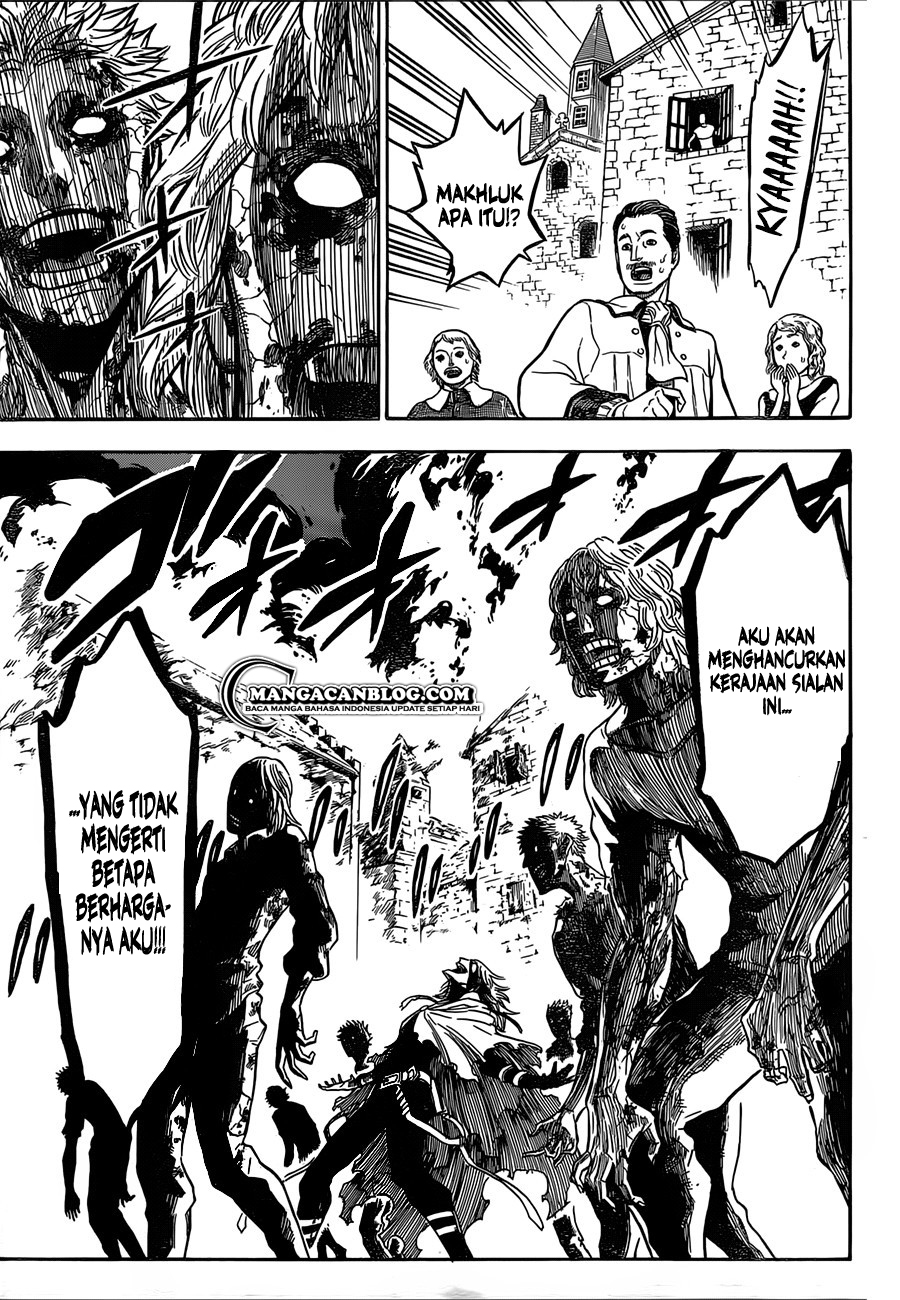 KYAAAAAH!!
MAKHLUK
APA ITU!?
AKU AKAN
MENGHANCURKAN
KERAJAAN SIALAN
INI...
MANGACANBLOG.COM
BACA MANGA BAHASA INDONESIA UPDATE SETIAP HARI
...YANG TIDAK
MENGERTI
BETAPA
BERHARGA-
NYA AKU!!!